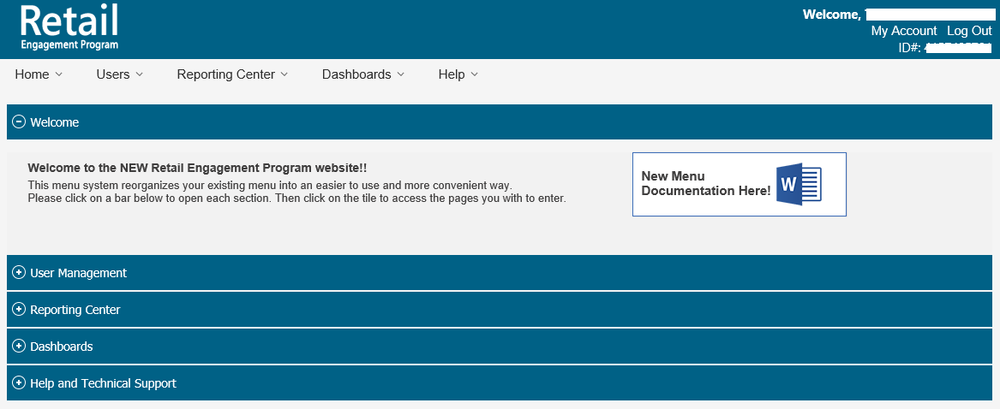 Retail
Engagement Program
Welcome,
My Account Log Out
ID#:
Home
Users
Reporting Center
Dashboards
Help
Welcome
Welcome to the NEW Retail Engagement Program website!!
This menu system reorganizes your existing menu into an easier to use and more convenient way.
Please click on a bar below to open each section. Then click on the tile to access the pages you with to enter.
New Menu
Documentation Here!
W
User Management
Reporting Center
Dashboards
Help and Technical Support